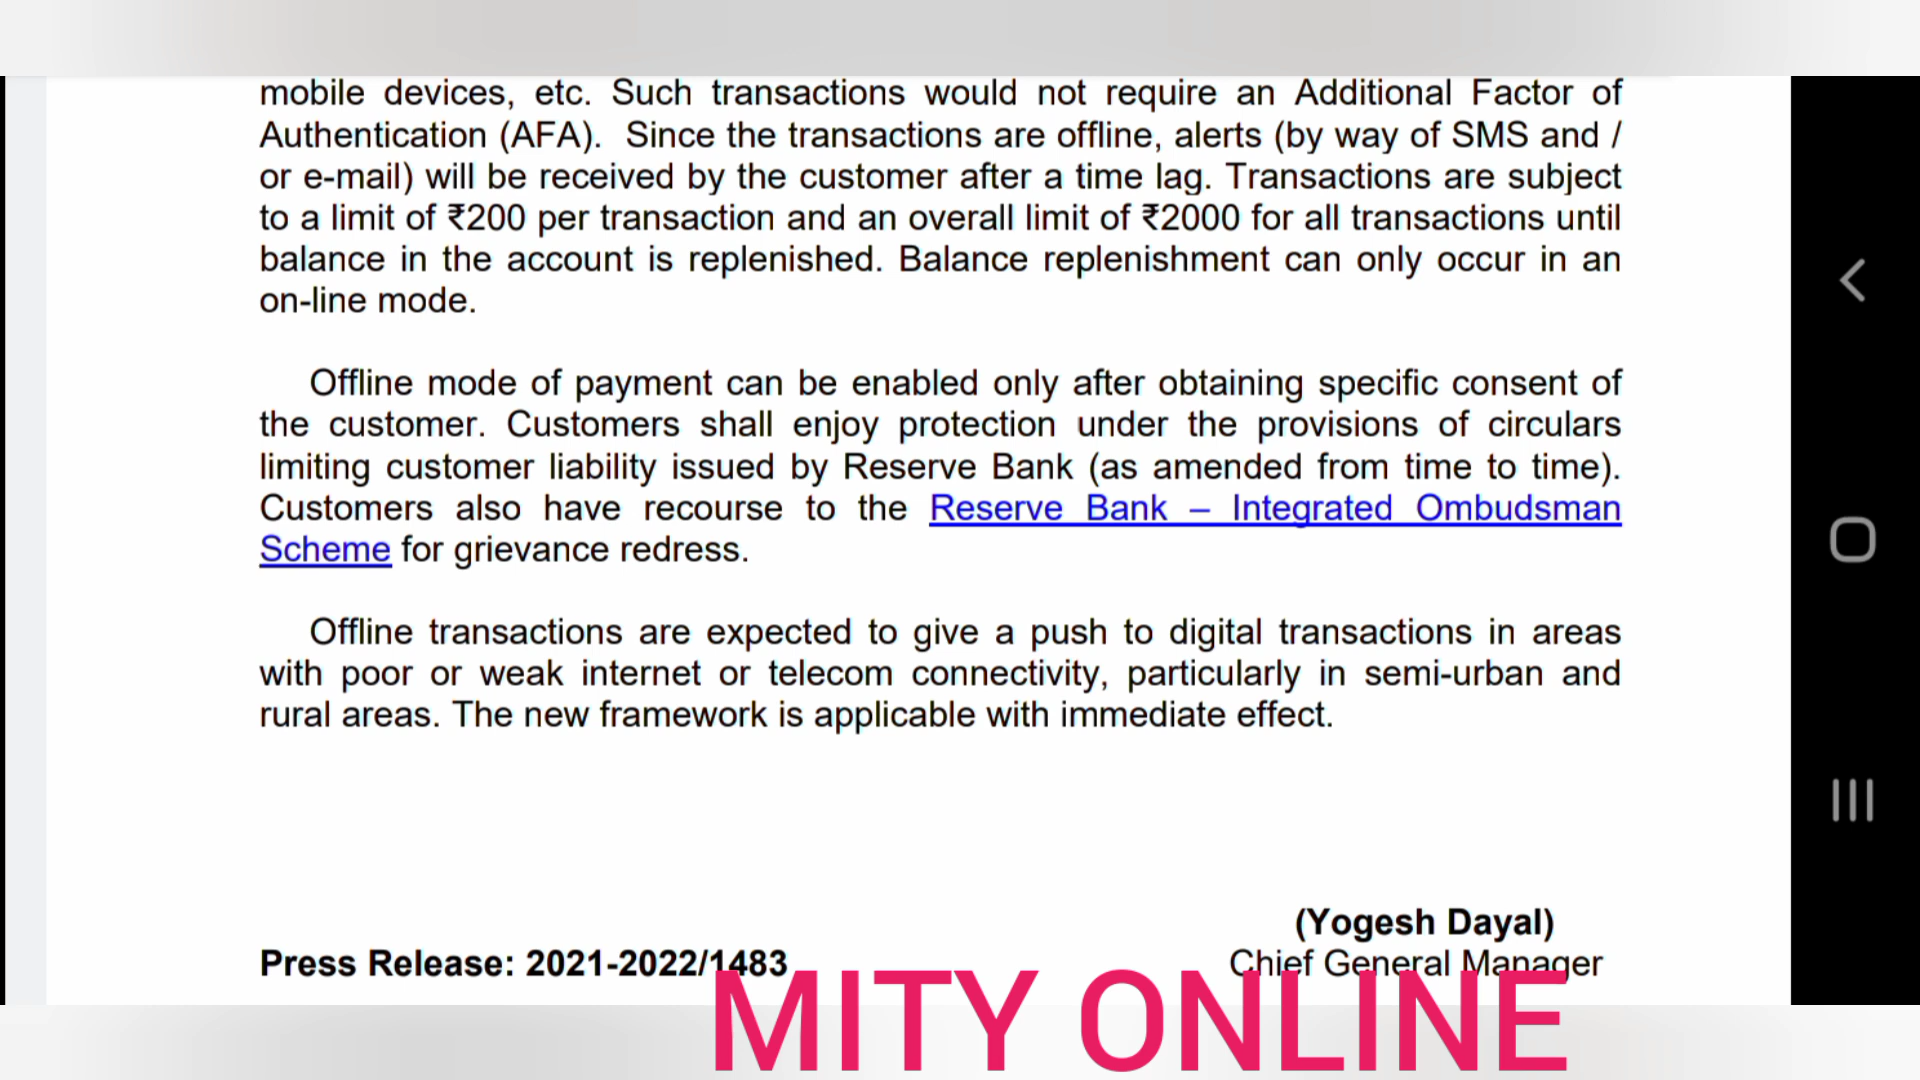 mobile devices, etc. Such transactions would not require an Additional Factor of
Authentication (AFA).  Since the transactions are offline, alerts (by way of SMS and /
or e-mail) will be received by the customer after a time lag. Transactions are subject
to a limit of ₹200 per transaction and an overall limit of ₹2000 for all transactions until
balance in the account is replenished. Balance replenishment can only occur in an
on-line mode.
Offline mode of payment can be enabled only after obtaining specific consent of
the customer. Customers shall enjoy protection under the provisions of circulars
limiting customer liability issued by Reserve Bank (as amended from time to time).
Customers also have recourse to the Reserve Bank – Integrated Ombudsman
Scheme for grievance redress.
Offline transactions are expected to give a push to digital transactions in areas
with poor or weak internet or telecom connectivity, particularly in semi-urban and
rural areas. The new framework is applicable with immediate effect.
(Yogesh Dayal)
Press Release: 2021-2022/1483 Chief General Manager
MITY ONLINE